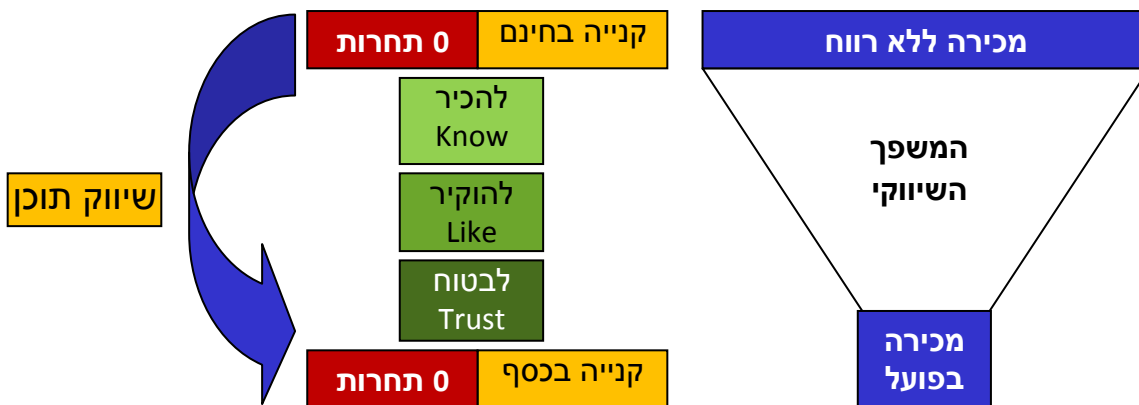 מכירה ללא רווח
המשפך
השיווקי
מכירה
בפועל
קנייה בחינם
0 תחרות
להכיר
Know
להוקיר
Like
לבטוח
Trust
קנייה בכסף
0 תחרות
שיווק תוכן